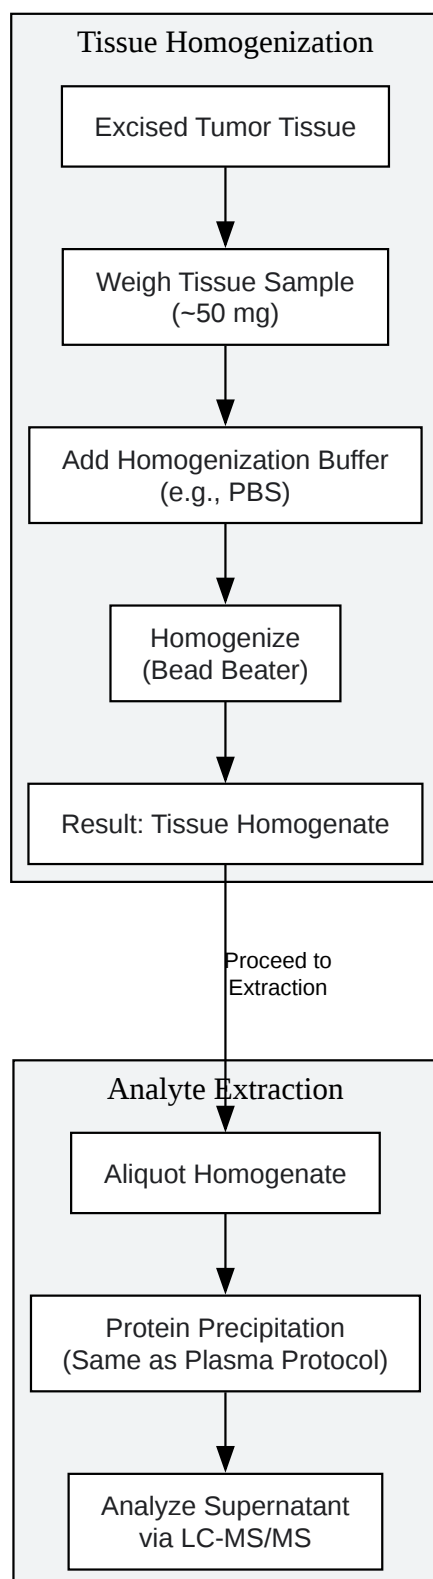 Tissue Homogenization
Excised Tumor Tissue
Weigh Tissue Sample
(~50 mg)
Add Homogenization Buffer
(e.g., PBS)
Homogenize
(Bead Beater)
Result: Tissue Homogenate
Proceed to
Extraction
Analyte Extraction
Aliquot Homogenate
Protein Precipitation
(Same as Plasma Protocol)
Analyze Supernatant
via LC-MS/MS